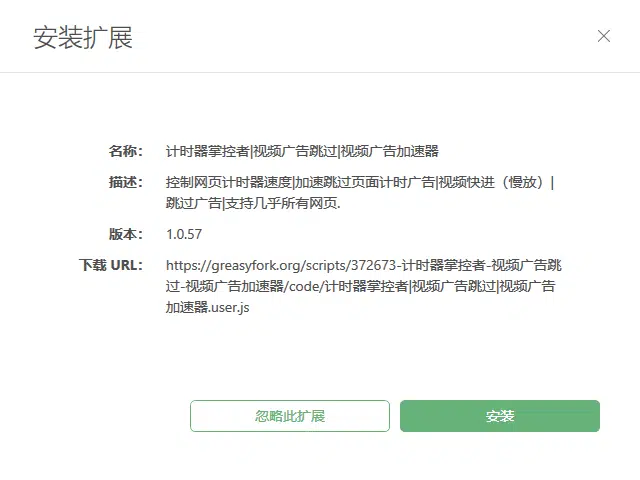 安装扩展
名称： 计时器掌控者|视频广告跳过|视频广告加速器
描述： 控制网页计时器速度|加速跳过页面计时广告|视频快进（慢放）|
跳过广告|支持几乎所有网页.
版本： 1.0.57
下载 URL： https://greasyfork.org/scripts/372673-计时器掌控者-视频广告跳
过-视频广告加速器/code/计时器掌控者|视频广告跳过|视频广告
加速器.user.js
忽略此扩展 安装